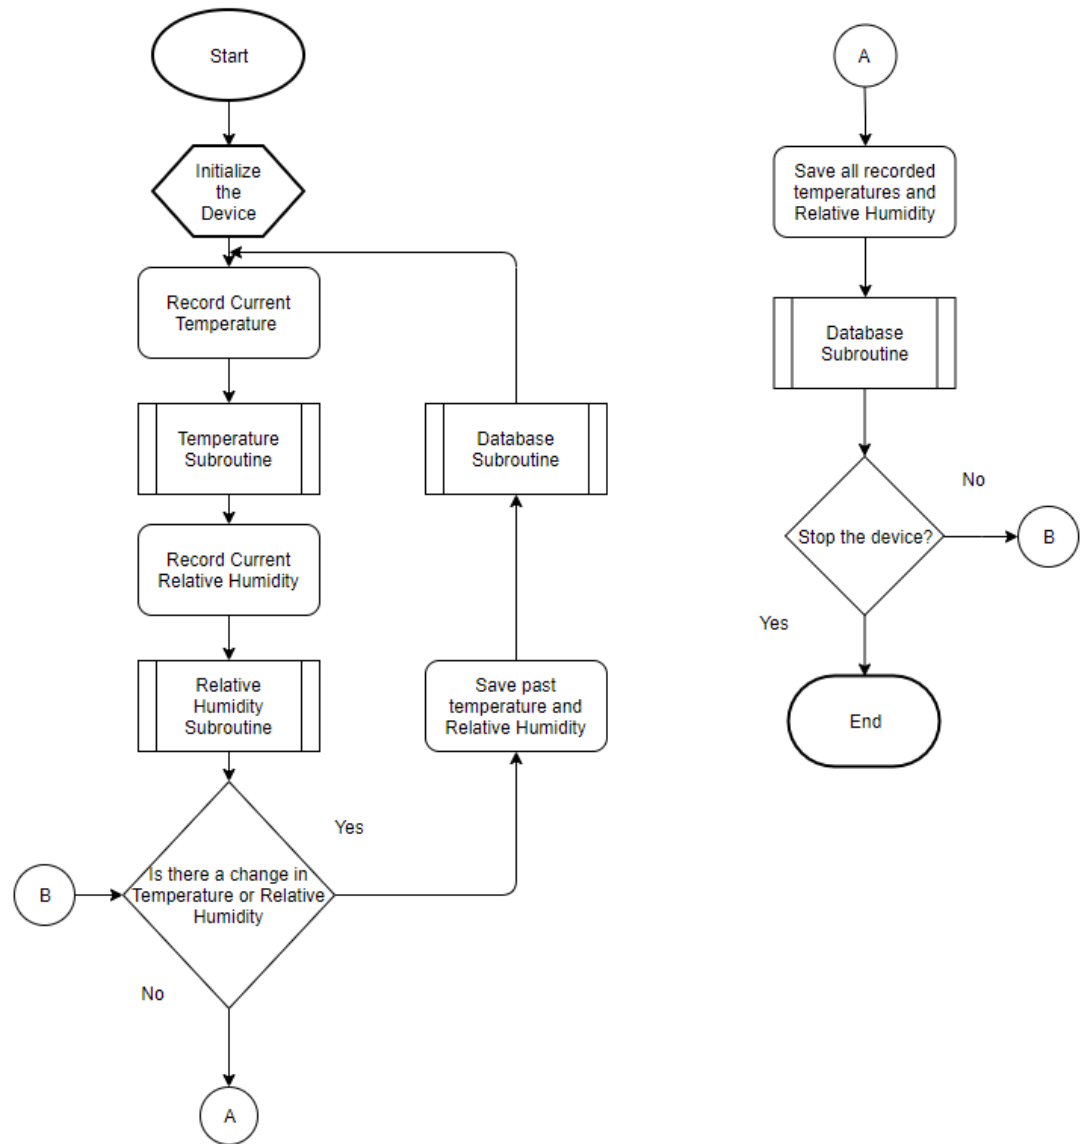 Start
Initialize
the
Device
Record Current
Temperature
Temperature
Subroutine
Record Current
Relative Humidity
Relative
Humidity
Subroutine
Is there a change in
Temperature or Relative
Humidity
Yes
No
B
A
Save past
temperature and
Relative Humidity
Database
Subroutine
A
Save all recorded
temperatures and
Relative Humidity
Database
Subroutine
Stop the device?
No
B
Yes
End